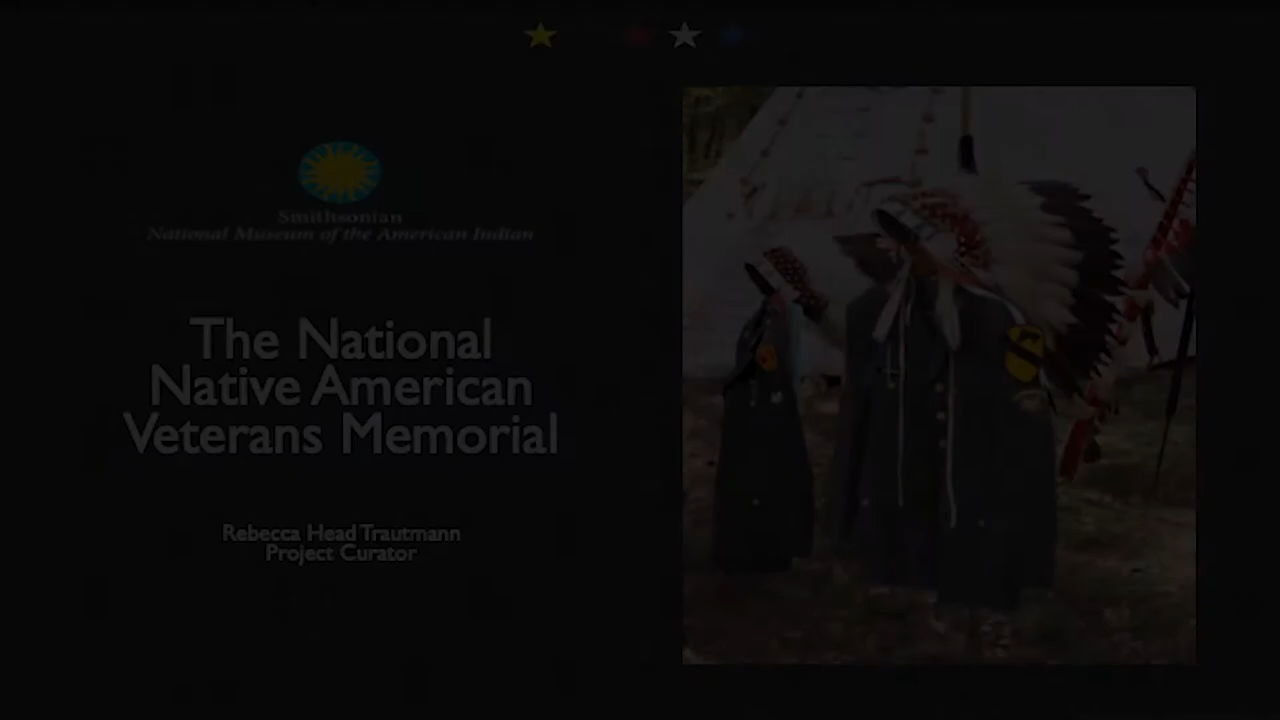 Smithsonian
National Museum of the American Indian
The National
Native American
Veterans Memorial
Rebecca Head Trautmann
Project Curator